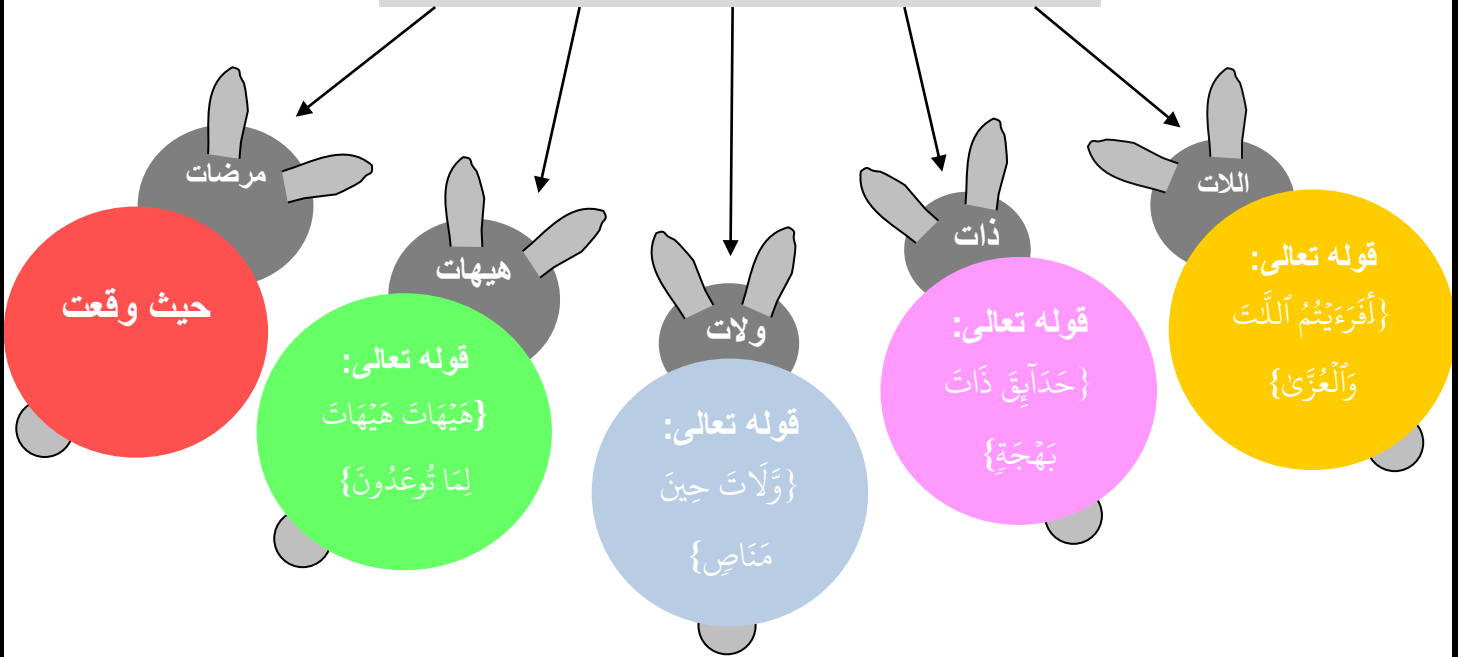 اللات
قوله تعالى:
{أَفَرَءَيْتُمُ ٱللَّٰتَ
وَٱلْعُزَّىٰ}
ذات
قوله تعالى:
{حَدَآئِقَ ذَاتَ
بَهْجَةٍ}
ولات
قوله تعالى:
{وَّلَاتَ حِينَ
مَنَاصٍ}
هيهات
قوله تعالى:
{هَيْهَاتَ هَيْهَاتَ
لِمَا تُوعَدُونَ}
مرضات
حيث وقعت